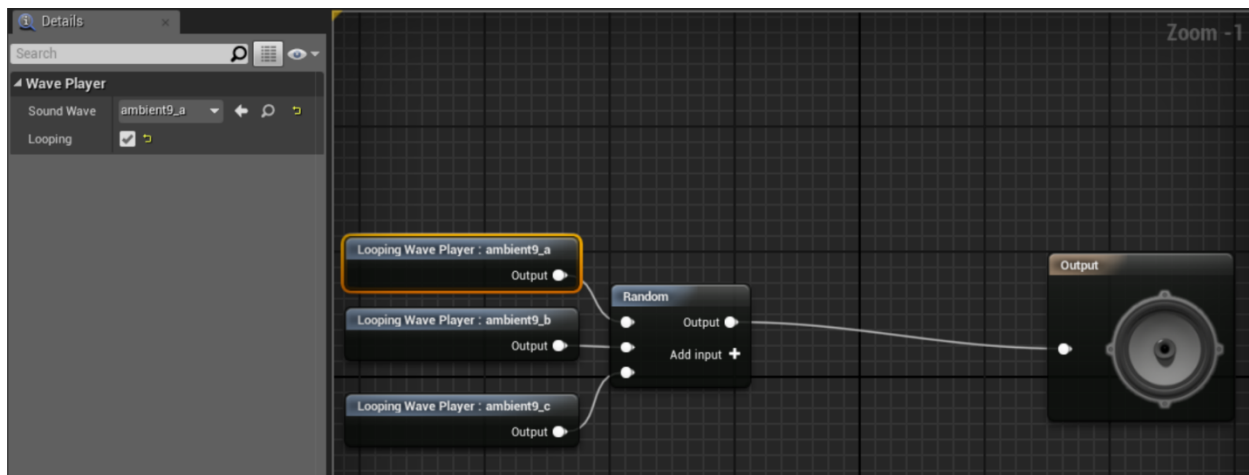 Details
Search
Wave Player
Sound Wave ambient9_a
Looping
Zoom -1
Looping Wave Player : ambient9_a
Output
Looping Wave Player : ambient9_b
Output
Looping Wave Player : ambient9_c
Output
Random
Output
Add input
Output